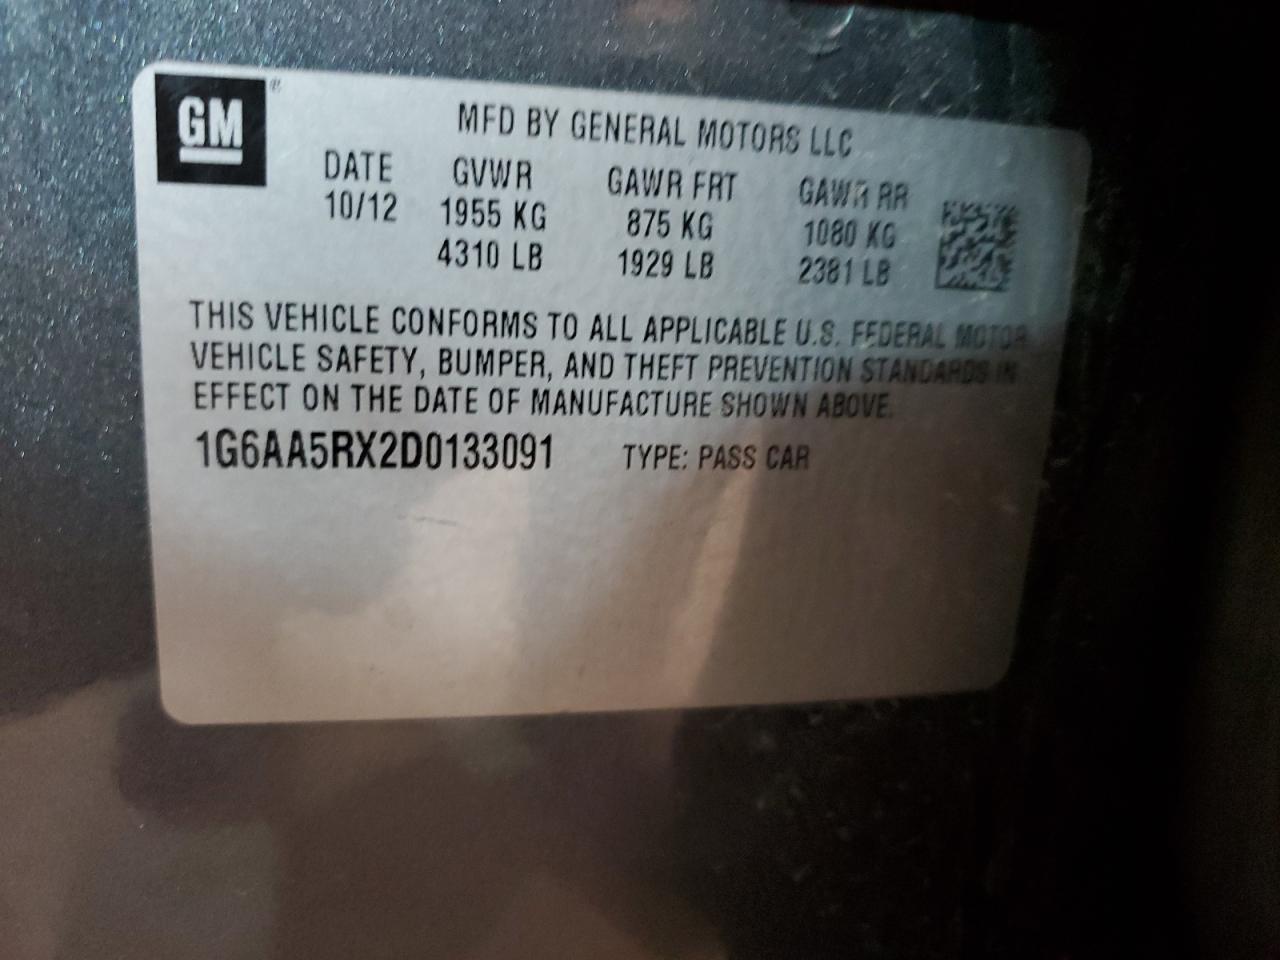 GM ®
MFD BY GENERAL MOTORS LLC
DATE GVWR GAWR FRT GAWR RR
10/12 1955 KG 875 KG 1080 KG
4310 LB 1929 LB 2381 LB
THIS VEHICLE CONFORMS TO ALL APPLICABLE U.S. FEDERAL MOTOR
VEHICLE SAFETY, BUMPER, AND THEFT PREVENTION STANDARDS IN
EFFECT ON THE DATE OF MANUFACTURE SHOWN ABOVE.
1G6AA5RX2D0133091 TYPE: PASS CAR